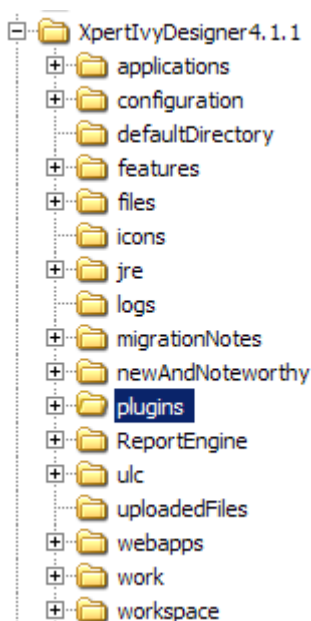 XpertIvyDesigner4.1.1
applications
configuration
defaultDirectory
features
files
icons
jre
logs
migrationNotes
newAndNoteworthy
plugins
ReportEngine
ulc
uploadedFiles
webapps
work
workspace